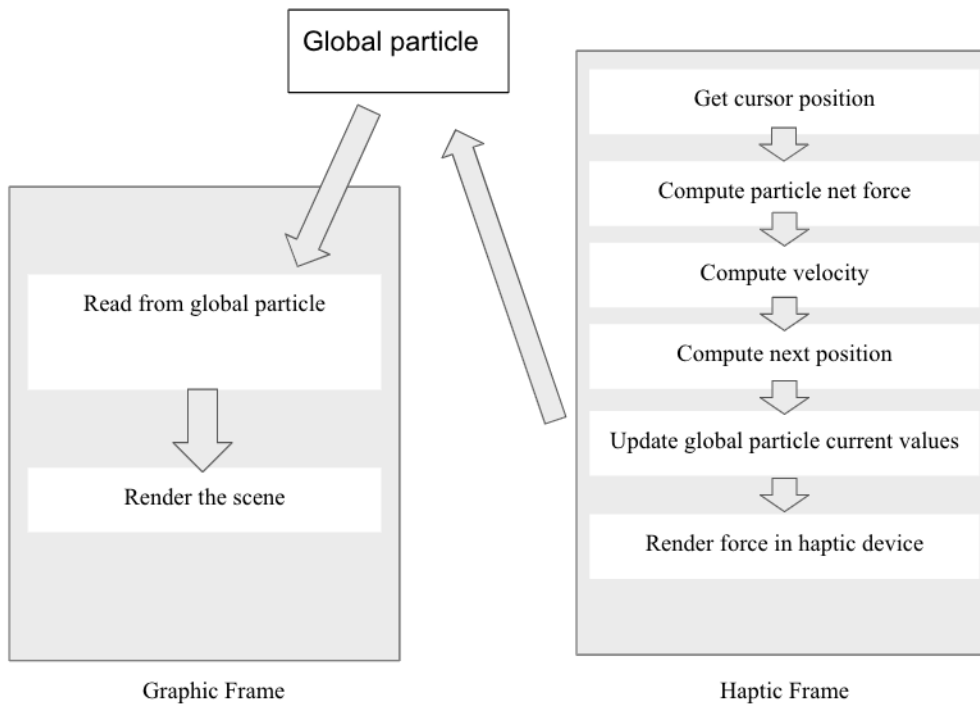 Global particle
Read from global particle
Render the scene
Graphic Frame
Get cursor position
Compute particle net force
Compute velocity
Compute next position
Update global particle current values
Render force in haptic device
Haptic Frame